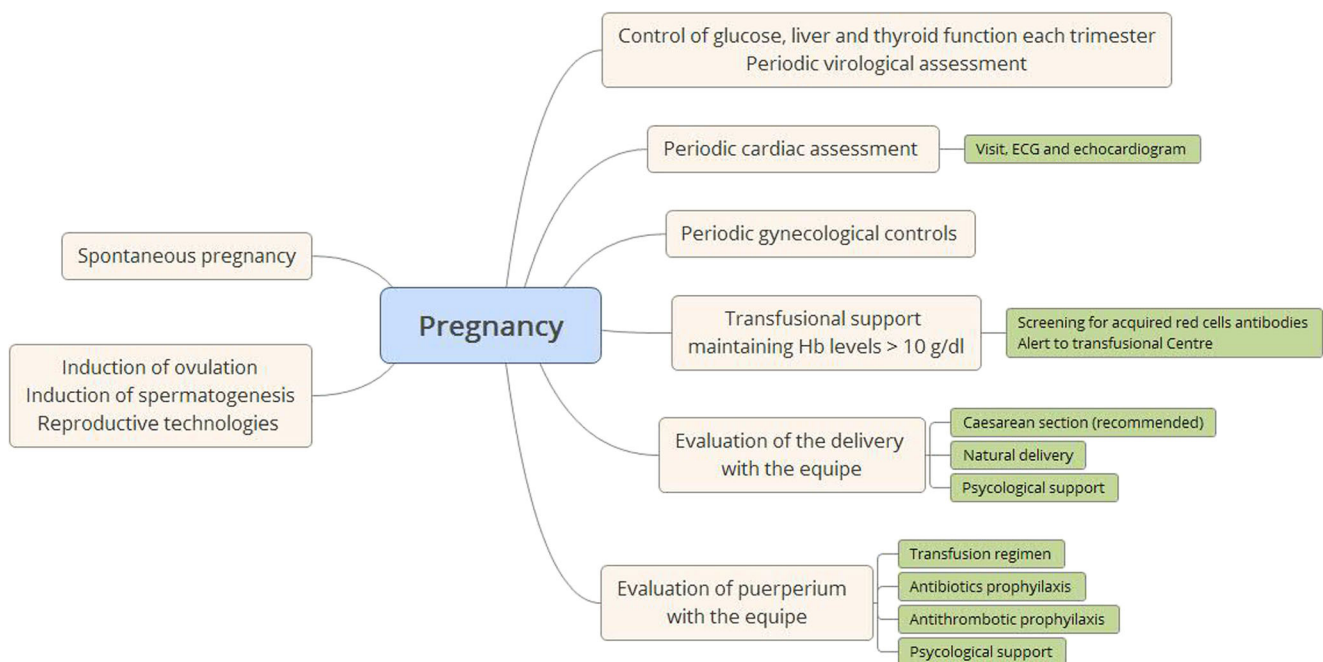 Control of glucose, liver and thyroid function each trimester
Periodic virological assessment
Periodic cardiac assessment
Visit, ECG and echocardiogram
Periodic gynecological controls
Spontaneous pregnancy
Pregnancy
Transfusional support
maintaining Hb levels > 10 g/dl
Screening for acquired red cells antibodies
Alert to transfusional Centre
Induction of ovulation
Induction of spermatogenesis
Reproductive technologies
Evaluation of the delivery
with the equipe
Caesarean section (recommended)
Natural delivery
Psycological support
Evaluation of puerperium
with the equipe
Transfusion regimen
Antibiotics prophyilaxis
Antithrombotic prophyilaxis
Psycological support